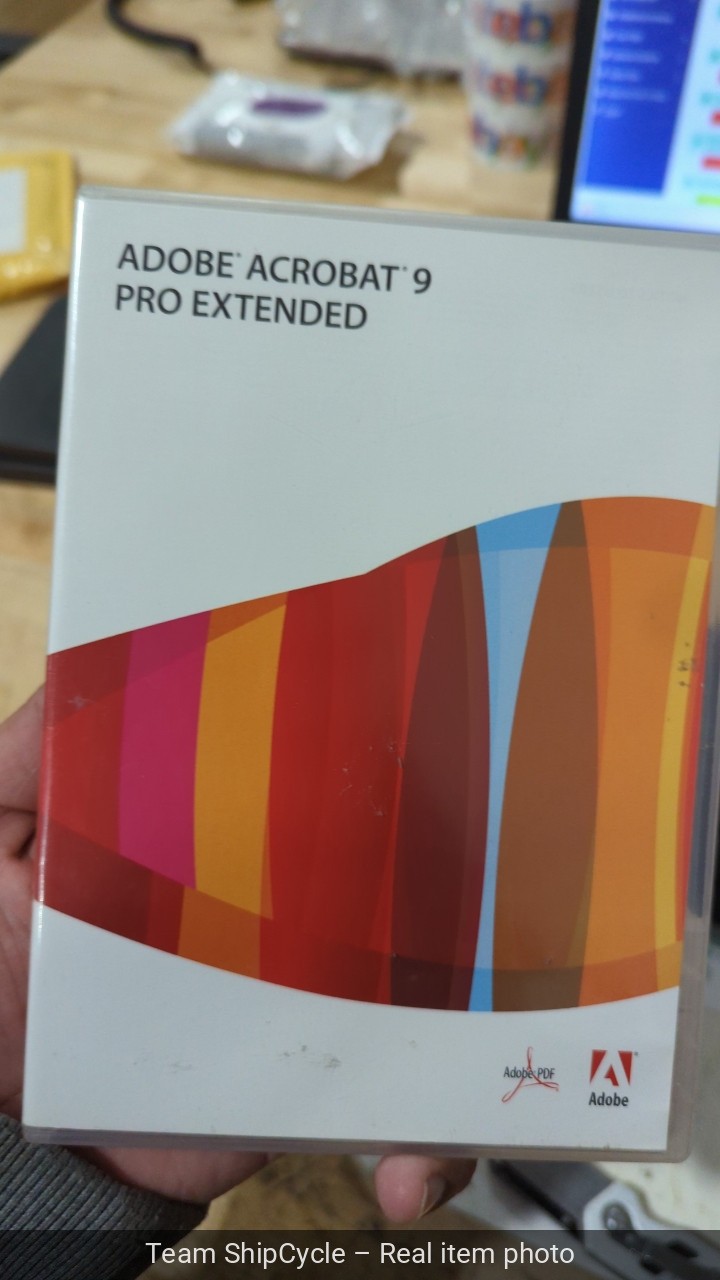 ADOBE® ACROBAT® 9
PRO EXTENDED
Adobe PDF
Adobe
Team ShipCycle – Real item photo